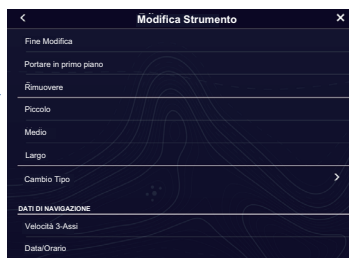 Modifica Strumento
Fine Modifica
Portare in primo piano
Rimuovere
Piccolo
Medio
Largo
Cambio Tipo
DATI DI NAVIGAZIONE
Velocità 3-Assi
Data/Orario